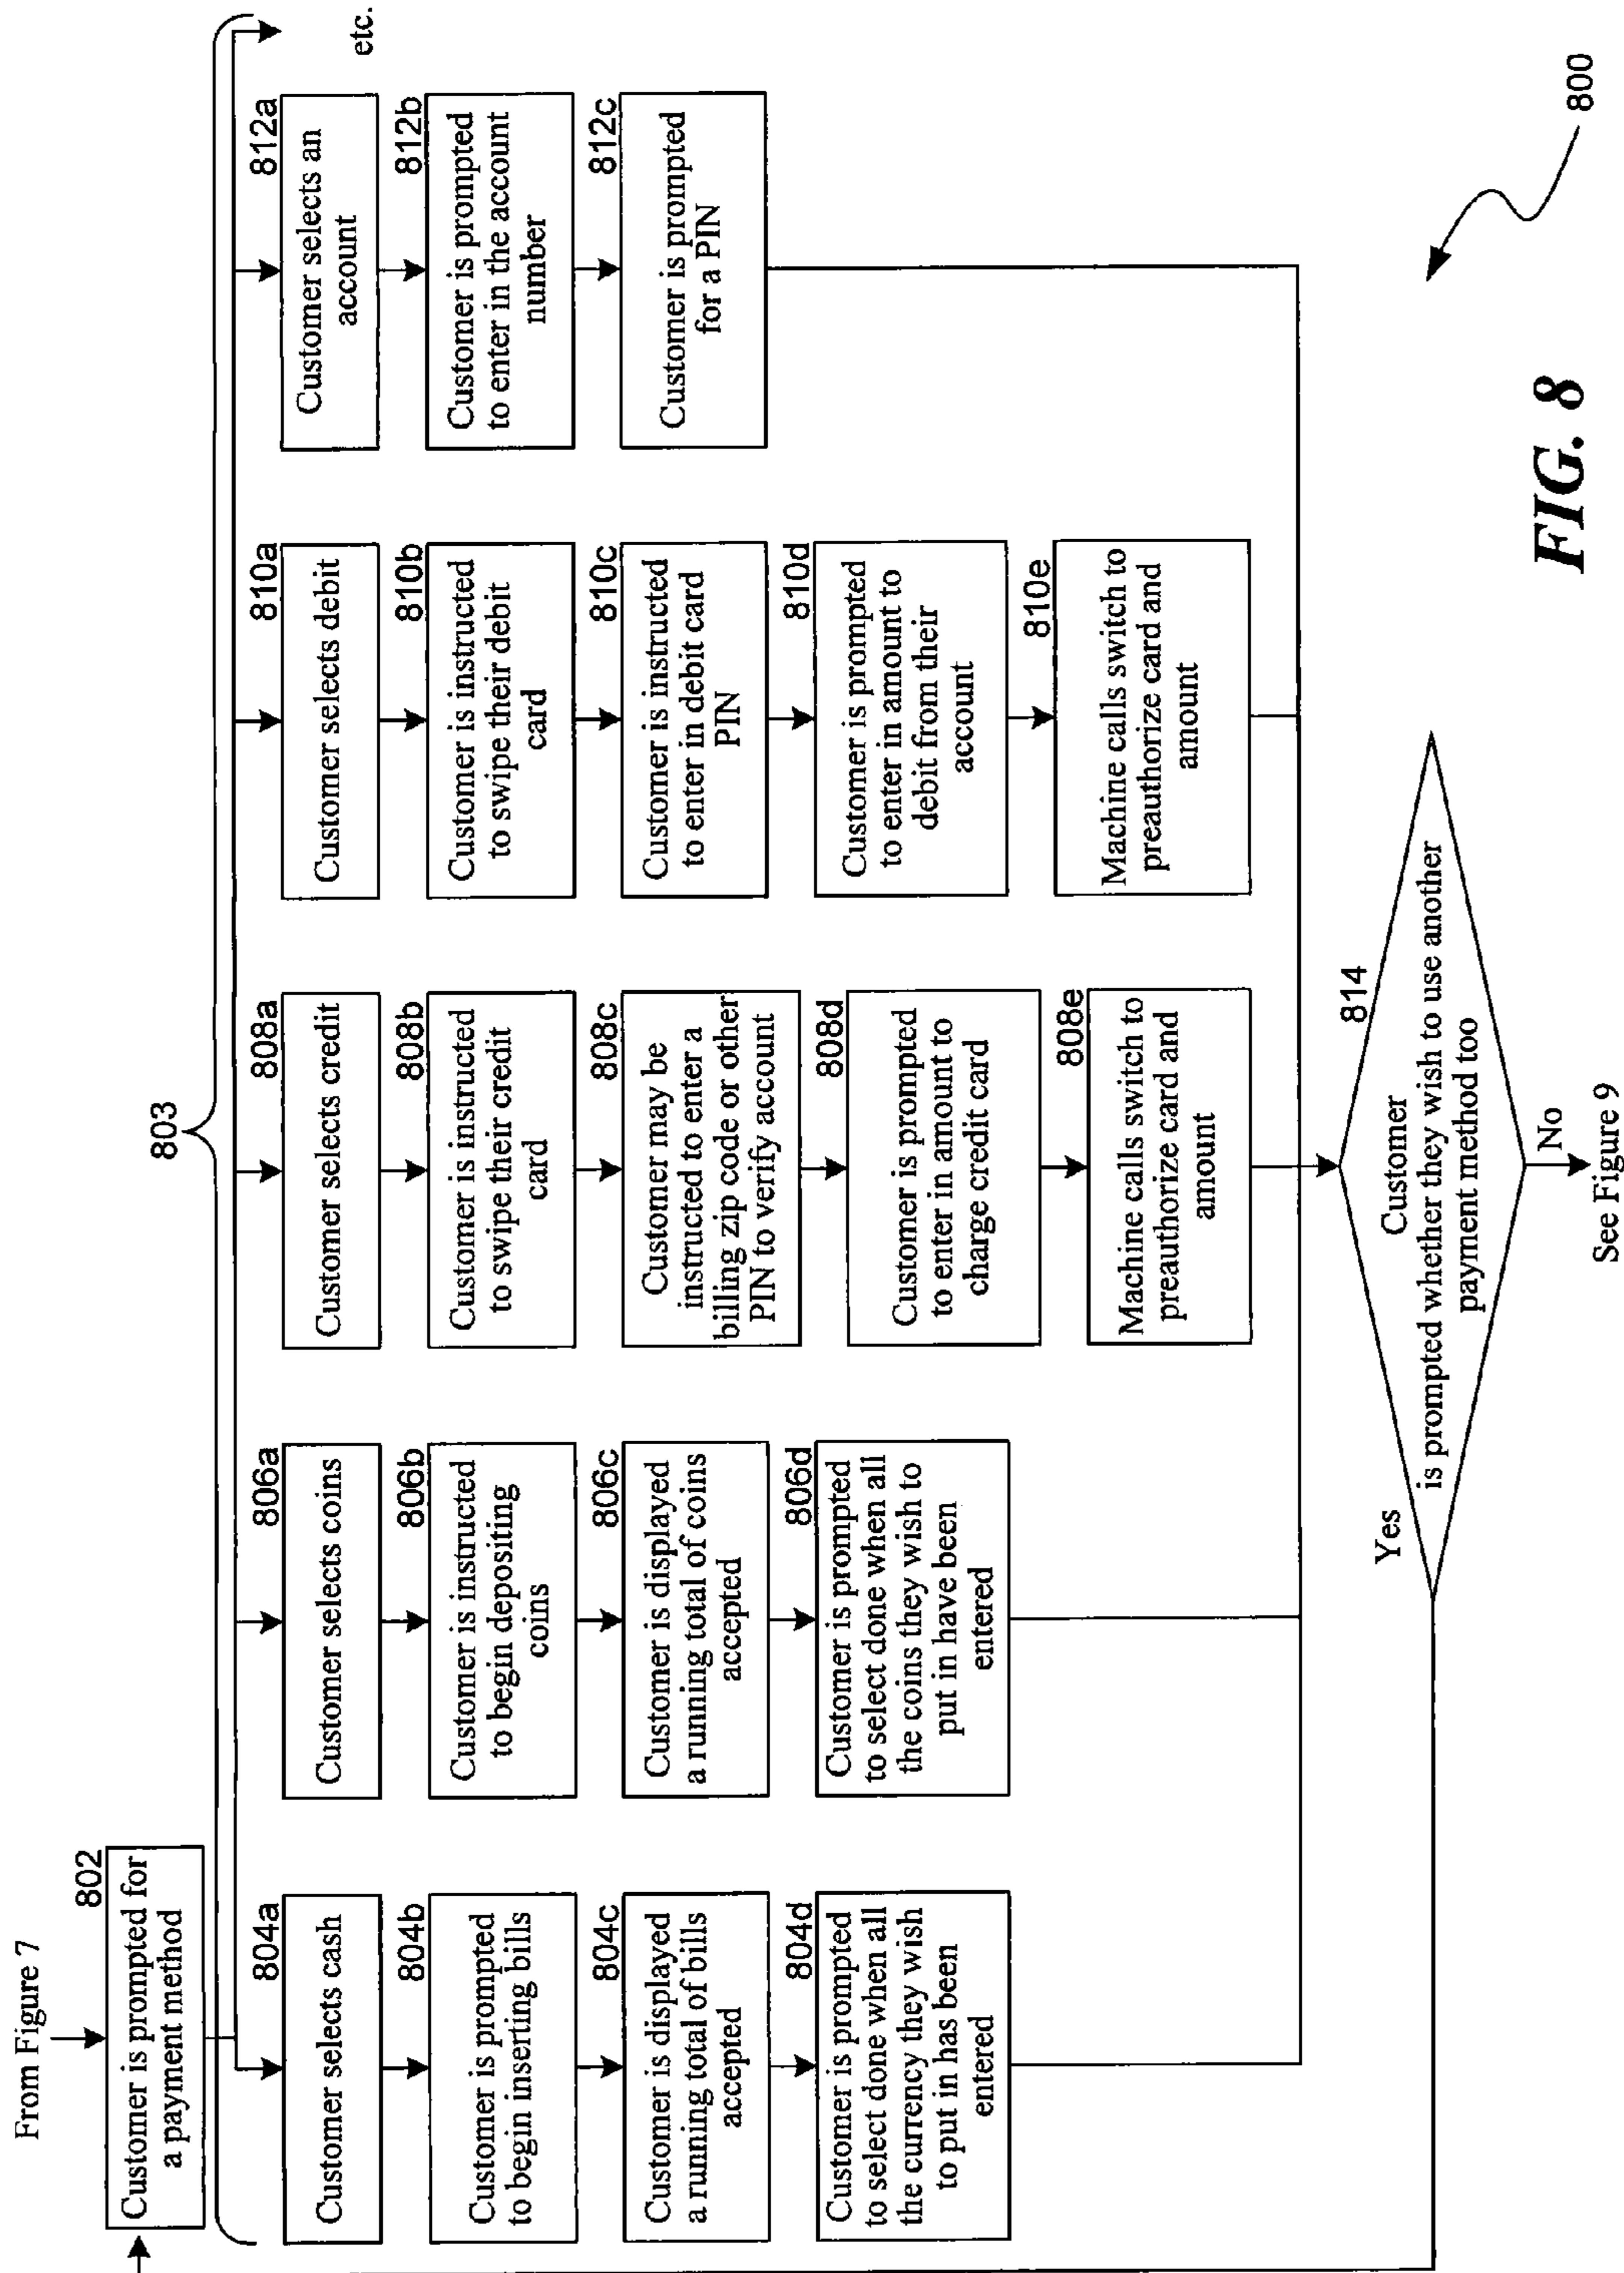 From Figure 7
802
Customer is prompted for
a payment method
803
804a
Customer selects cash
804b
Customer is prompted
to begin inserting bills
804c
Customer is displayed
a running total of bills
accepted
804d
Customer is prompted
to select done when all
the currency they wish
to put in has been
entered
806a
Customer selects coins
806b
Customer is instructed
to begin depositing
coins
806c
Customer is displayed
a running total of coins
accepted
806d
Customer is prompted
to select done when all
the coins they wish to
put in have been
entered
808a
Customer selects credit
808b
Customer is instructed
to swipe their credit
card
808c
Customer may be
instructed to enter a
billing zip code or other
PIN to verify account
808d
Customer is prompted
to enter in amount to
charge credit card
808e
Machine calls switch to
preauthorize card and
amount
810a
Customer selects debit
810b
Customer is instructed
to swipe their debit
card
810c
Customer is instructed
to enter in debit card
PIN
810d
Customer is prompted
to enter in amount to
debit from their
account
810e
Machine calls switch to
preauthorize card and
amount
812a
Customer selects an
account
812b
Customer is prompted
to enter in the account
number
812c
Customer is prompted
for a PIN
etc.
814
Customer
is prompted whether they wish to use another
payment method too
Yes
No
See Figure 9
800
FIG. 8